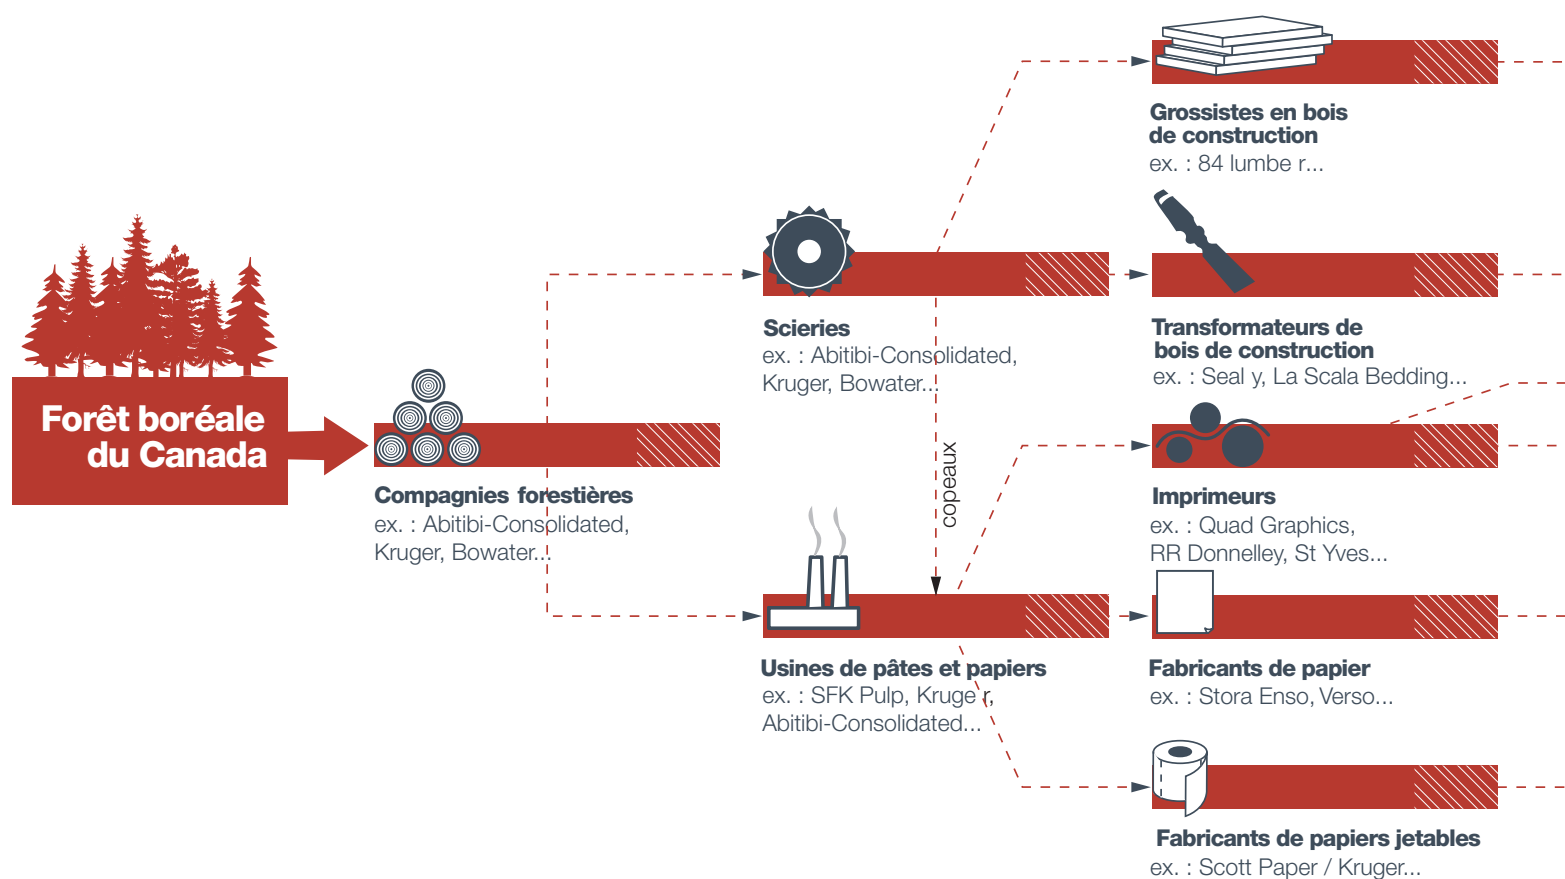 Forêt boréale
du Canada
Compagnies forestières
ex. : Abitibi-Consolidated,
Kruger, Bowater...
Scieries
ex. : Abitibi-Consolidated,
Kruger, Bowater...
copeaux
Usines de pâtes et papiers
ex. : SFK Pulp, Kruge r,
Abitibi-Consolidated...
Grossistes en bois
de construction
ex. : 84 lumbe r...
Transformateurs de
bois de construction
ex. : Seal y, La Scala Bedding...
Imprimeurs
ex. : Quad Graphics,
RR Donnelley, St Yves...
Fabricants de papier
ex. : Stora Enso, Verso...
Fabricants de papiers jetables
ex. : Scott Paper / Kruger...